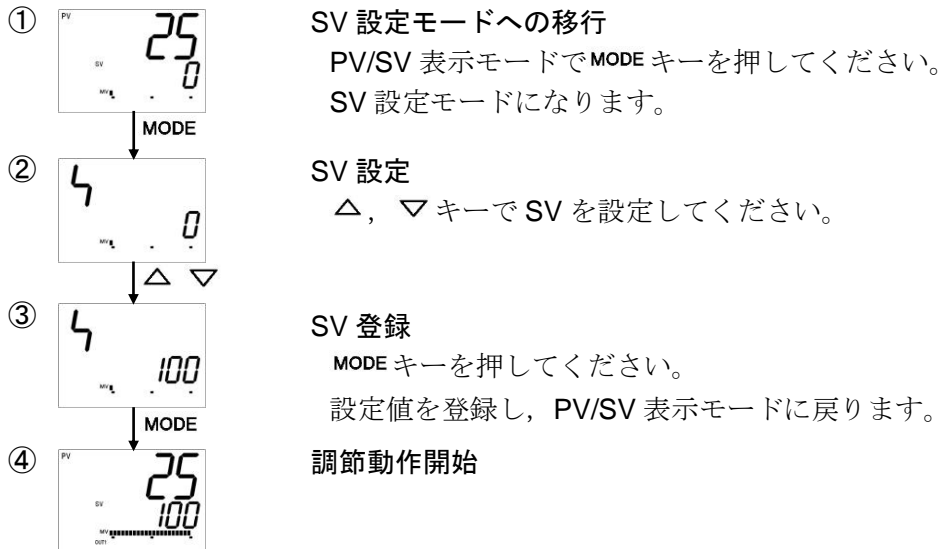 ① PV 25 SV 設定モードへの移行
SV 0 PV/SV 表示モードで MODE キーを押してください。
MV SV 設定モードになります。
MODE
② SV 設定
0 △, ▽ キーで SV を設定してください。
MV
△ ▽
③ SV 登録
100 MODE キーを押してください。
MV 設定値を登録し, PV/SV 表示モードに戻ります。
MODE
④ PV 25 調節動作開始
SV 100
MV
OUT1